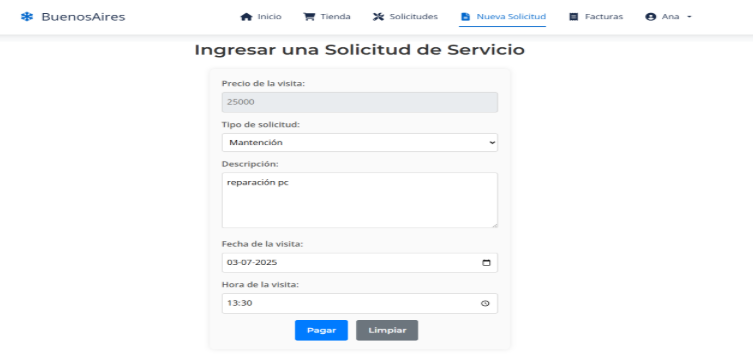 BuenosAires Inicio Tienda Solicitudes Nueva Solicitud Facturas Ana
Ingresar una Solicitud de Servicio
Precio de la visita:
25000
Tipo de solicitud:
Mantención
Descripción:
reparación pc
Fecha de la visita:
03-07-2025
Hora de la visita:
13:30
Pagar Limpiar